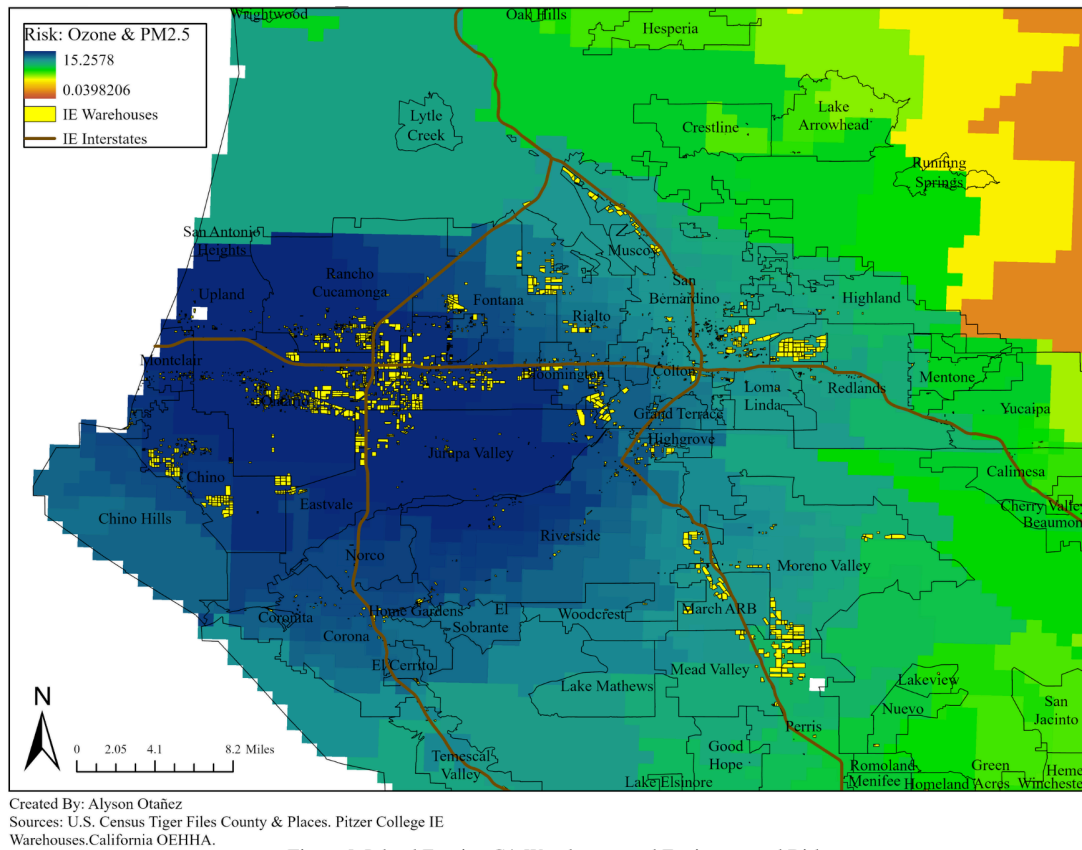 Wrightwood
Oak Hills
Hesperia
Risk: Ozone & PM2.5
15.2578
0.0398206
IE Warehouses
IE Interstates
Lytle
Creek
Crestline
Lake
Arrowhead
Running
Springs
San Antonio
Heights
Muscoy
Rancho
Cucamonga
Upland
Fontana
San
Bernardino
Highland
Rialto
Montclair
Bloomington
Colton
Loma
Linda
Redlands
Mentone
Yucaipa
Grand Terrace
Highgrove
Jurupa Valley
Calimesa
Chino
Chino Hills
Eastvale
Cherry Valley
Beaumont
Riverside
Norco
Moreno Valley
Coronita
Home Gardens
El
Sobrante
Woodcrest
March ARB
Corona
El Cerrito
Mead Valley
Lake Mathews
Lakeview
Nuevo
San
Jacinto
N
0 2.05 4.1 8.2 Miles
Perris
Good
Hope
Temescal
Valley
Lake Elsinore
Romoland
Menifee
Homeland
Green
Acres
Winchester
Created By: Alyson Otañez
Sources: U.S. Census Tiger Files County & Places. Pitzer College IE
Warehouses.California OEHHA.